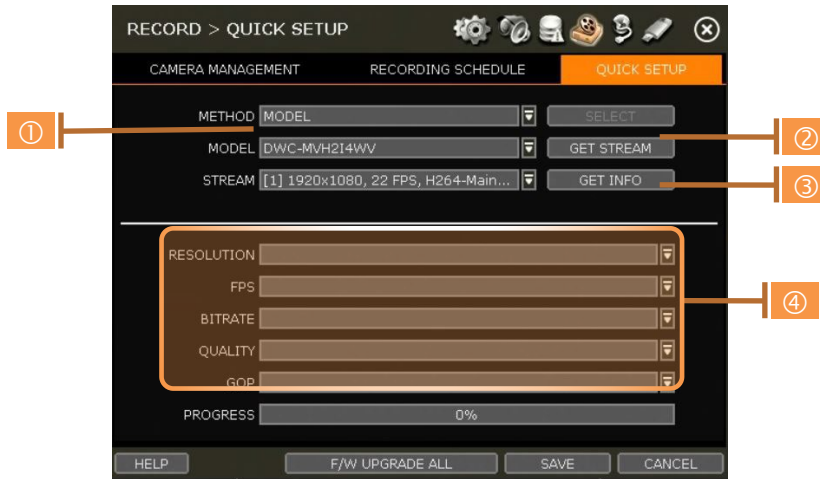 RECORD > QUICK SETUP
CAMERA MANAGEMENT RECORDING SCHEDULE QUICK SETUP
① METHOD MODEL SELECT ②
MODEL DWC-MVH2I4WV GET STREAM
STREAM [1] 1920x1080, 22 FPS, H264-Main... GET INFO ③
RESOLUTION
FPS
④
BITRATE
QUALITY
GOP
PROGRESS 0%
HELP F/W UPGRADE ALL SAVE CANCEL